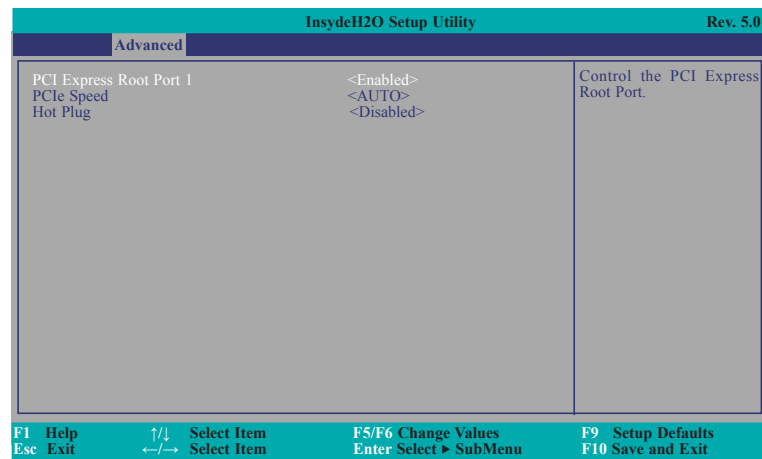 InsydeH2O Setup Utility Rev. 5.0
Advanced
PCI Express Root Port 1 <Enabled>
PCIe Speed <AUTO>
Hot Plug <Disabled>
Control the PCI Express
Root Port.
F1 Help ↑/↓ Select Item F5/F6 Change Values F9 Setup Defaults
Esc Exit ←/→ Select Item Enter Select ▶ SubMenu F10 Save and Exit